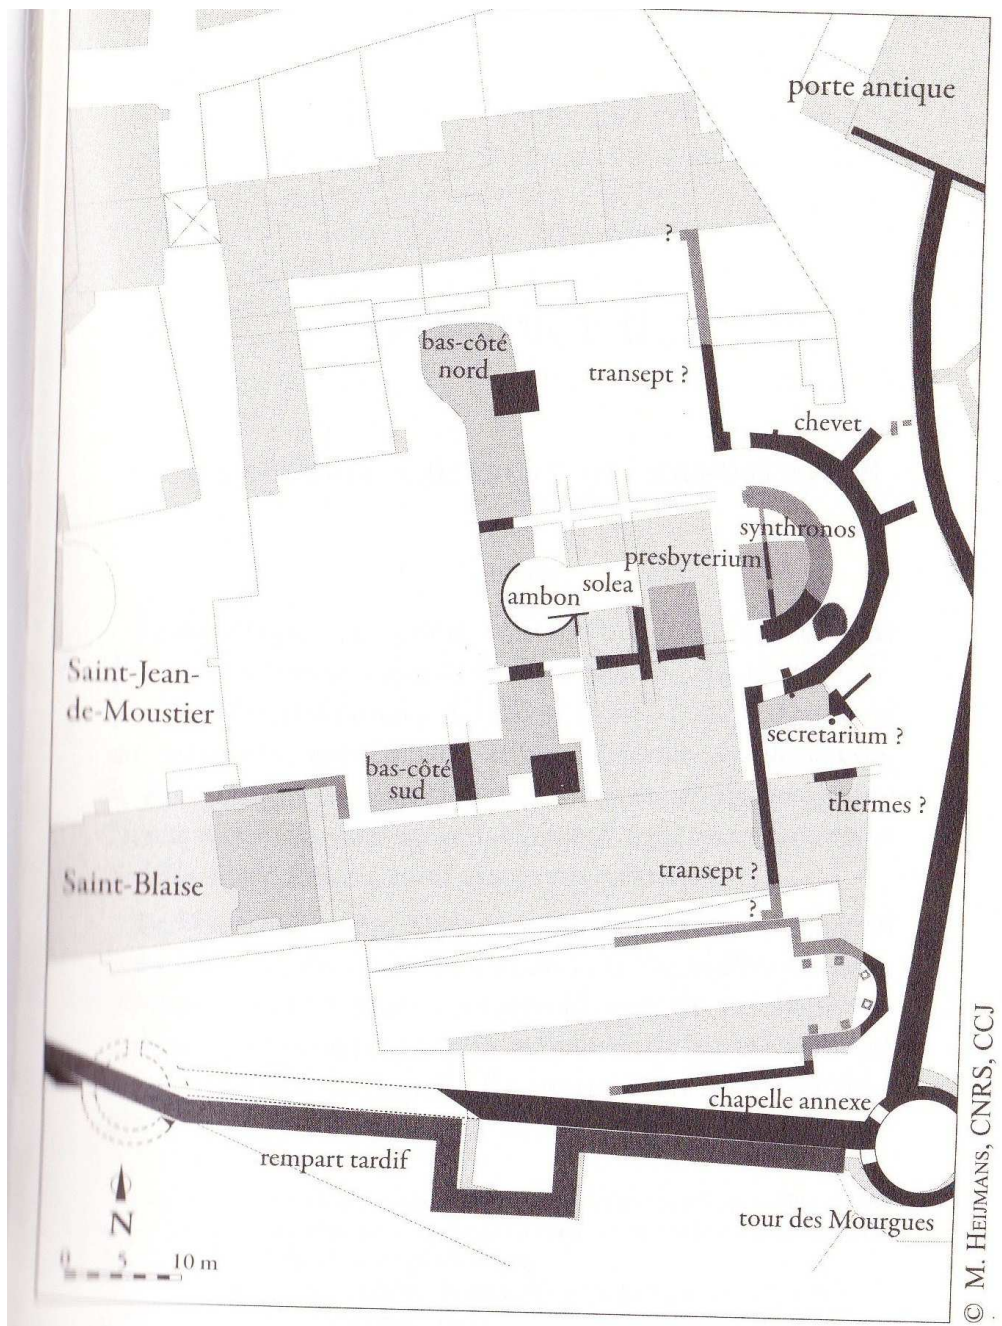 porte antique
?
bas-côté
nord
transept ?
chevet
synthronos
presbyterium
solea
ambon
Saint-Jean-
de-Moustier
secretarium ?
bas-côté
sud
thermes ?
Saint-Blaise
transept ?
?
chapelle annexe
rempart tardif
tour des Mourgues
N
0 5 10 m
© M. HEIJMANS, CNRS, CCJ